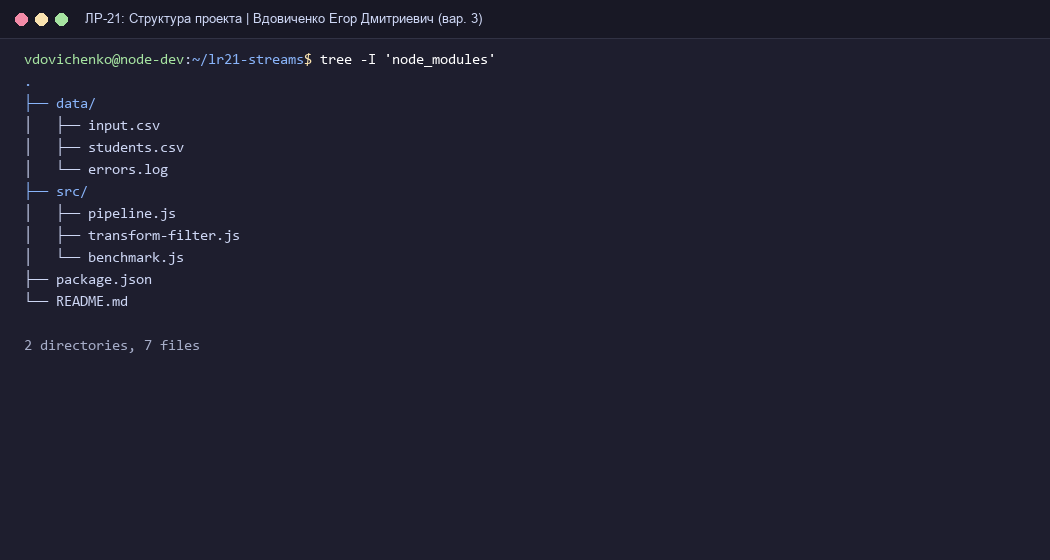 ЛР-21: Структура проекта | Вдовиченко Егор Дмитриевич (вар. 3)
vdovichenko@node-dev:~/lr21-streams$ tree -I 'node_modules'
.
├── data/
│   ├── input.csv
│   ├── students.csv
│   └── errors.log
├── src/
│   ├── pipeline.js
│   ├── transform-filter.js
│   └── benchmark.js
├── package.json
└── README.md
2 directories, 7 files